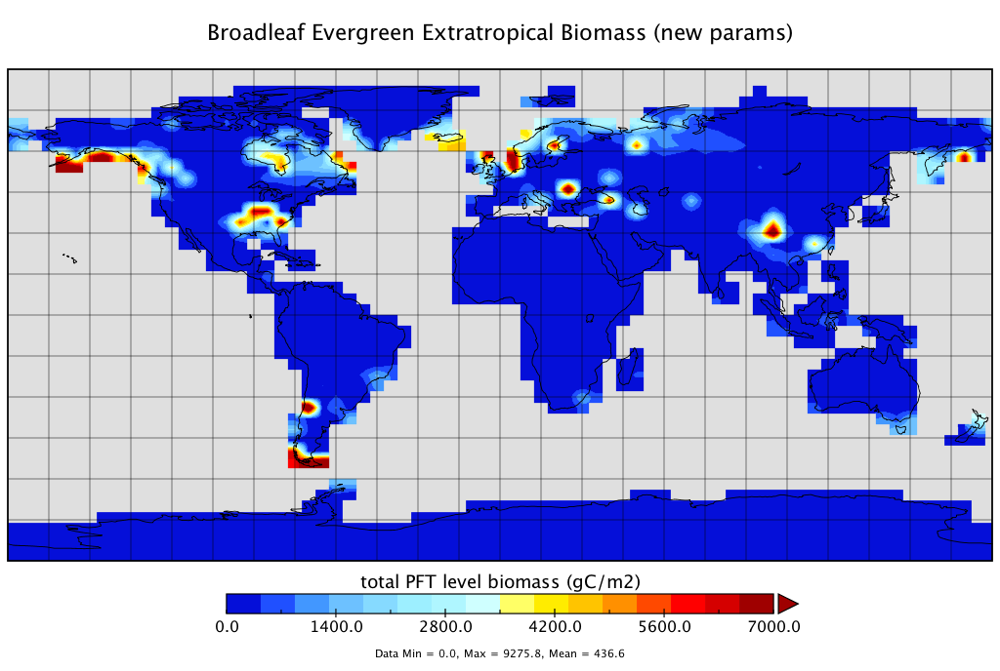 Broadleaf Evergreen Extratropical Biomass (new params)
total PFT level biomass (gC/m2)
0.0 1400.0 2800.0 4200.0 5600.0 7000.0
Data Min = 0.0, Max = 9275.8, Mean = 436.6